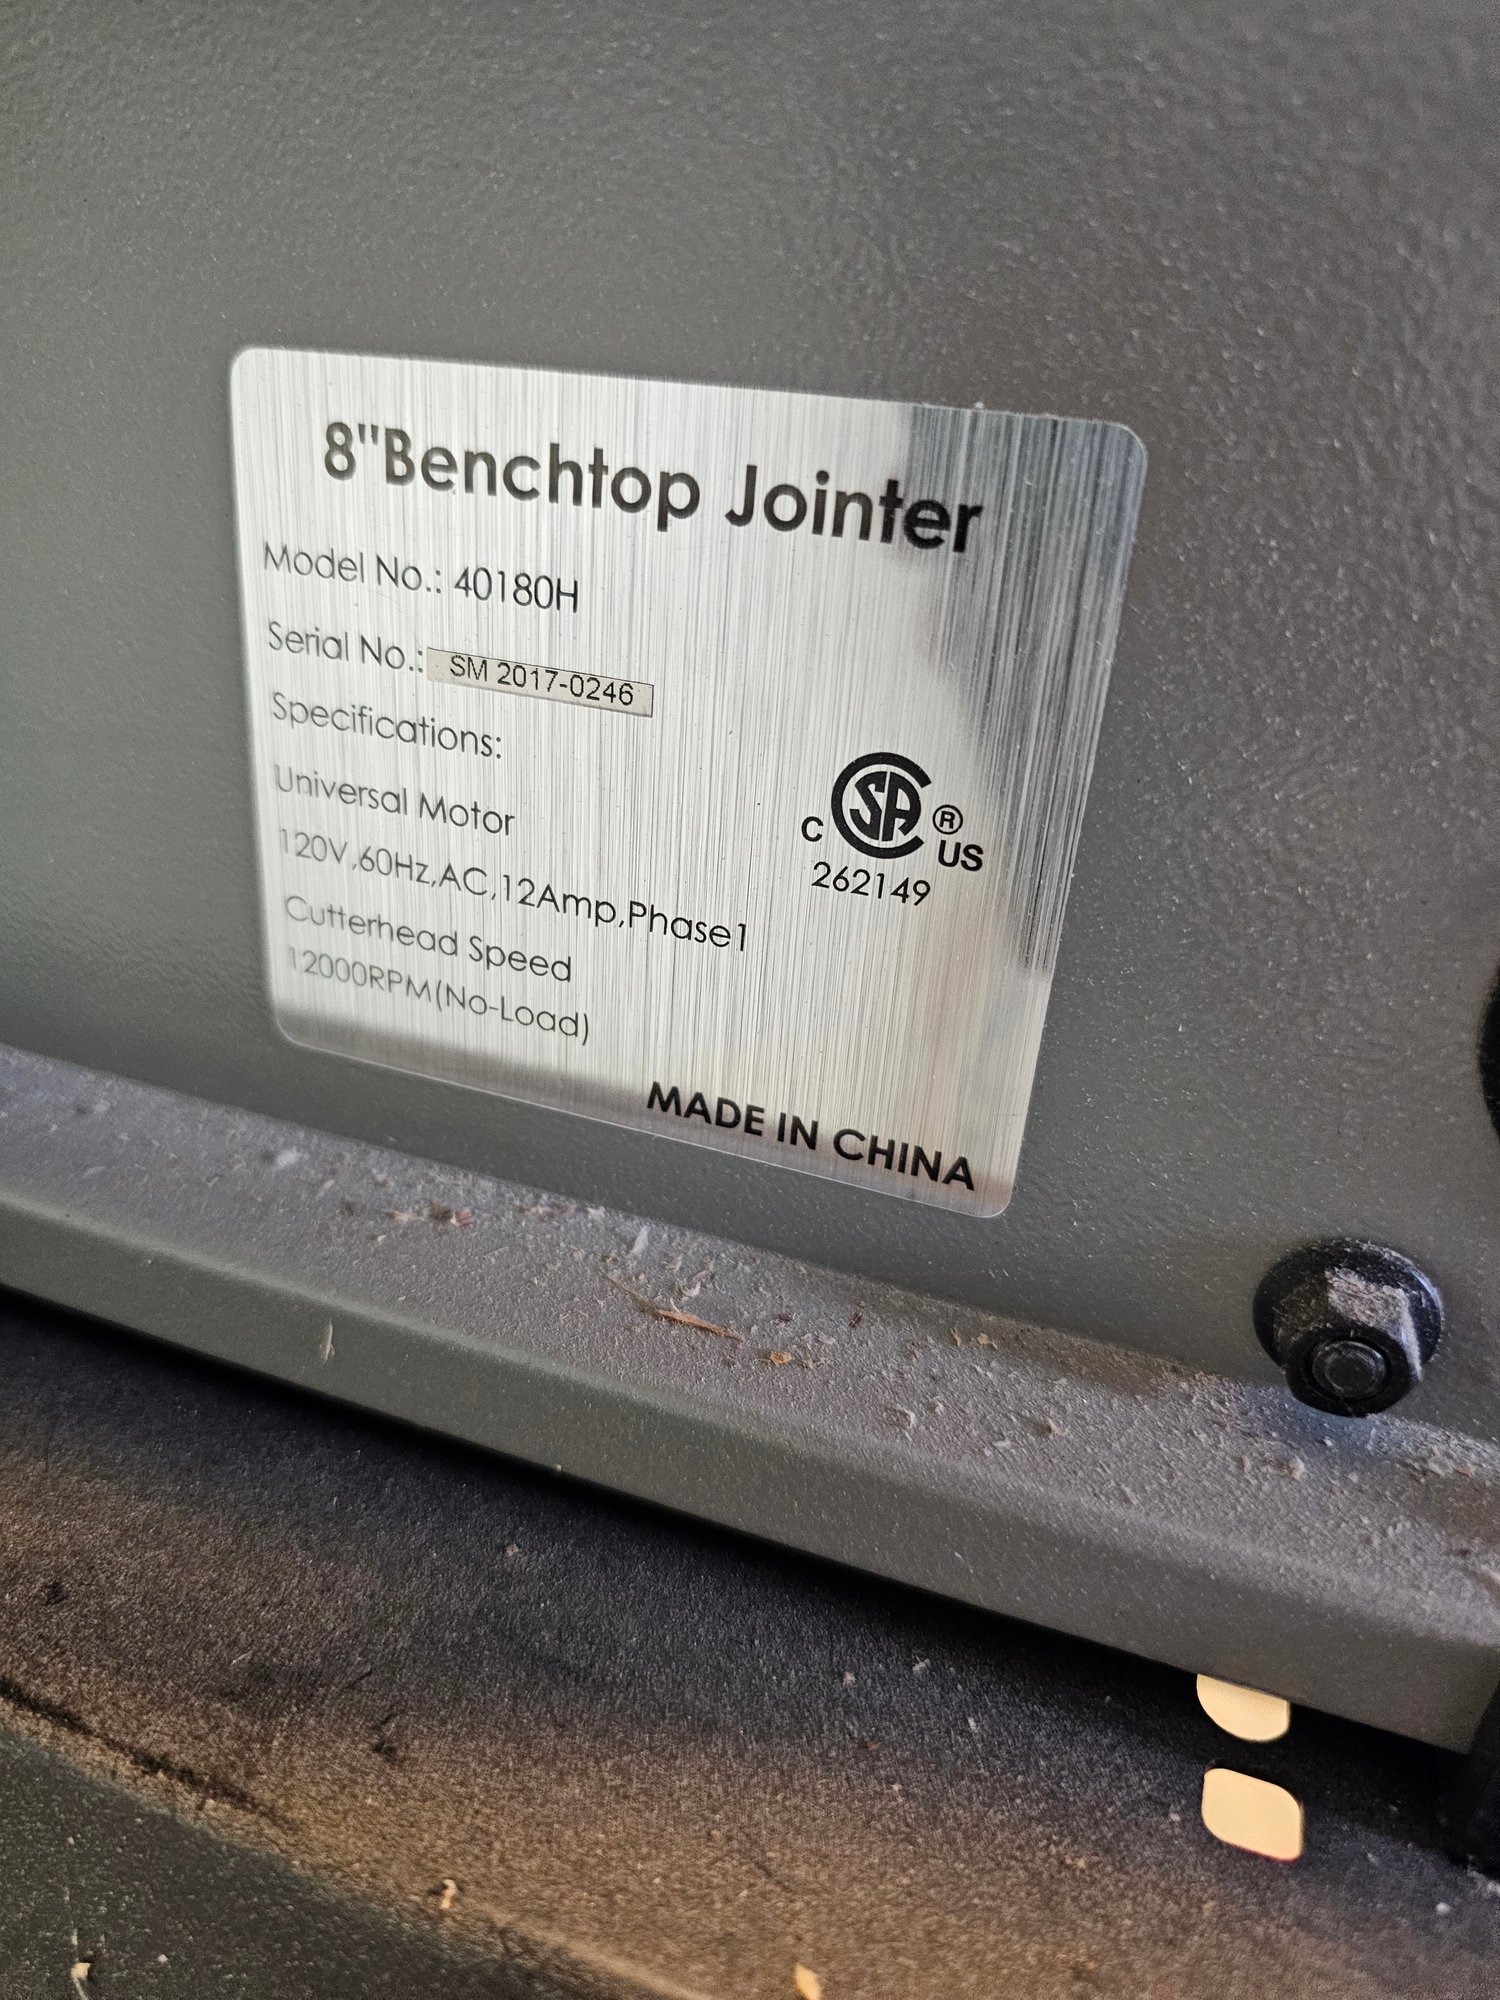 8"Benchtop Jointer
Model No.: 40180H
Serial No.: SM 2017-0246
Specifications:
Universal Motor
120V,60Hz,AC,12Amp,Phase1
Cutterhead Speed
12000RPM(No-Load)
C SA ® C US
262149
MADE IN CHINA